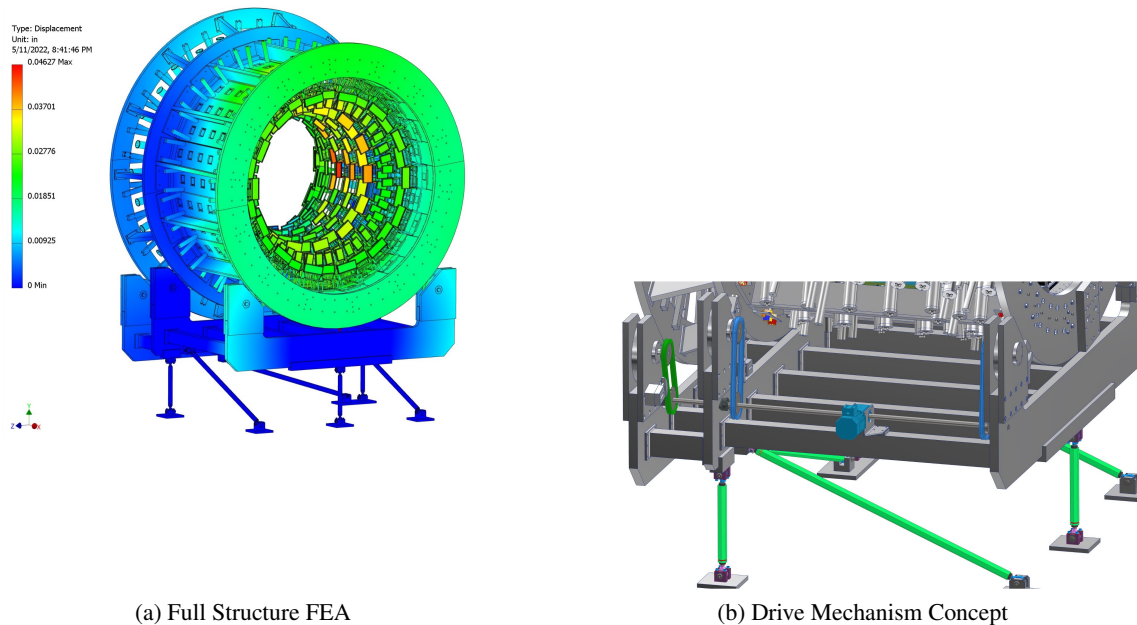 Type: Displacement
Unit: in
5/11/2022, 8:41:46 PM
0.04627 Max
0.03701
0.02776
0.01851
0.00925
0 Min
Y
Z
X
(a) Full Structure FEA
(b) Drive Mechanism Concept